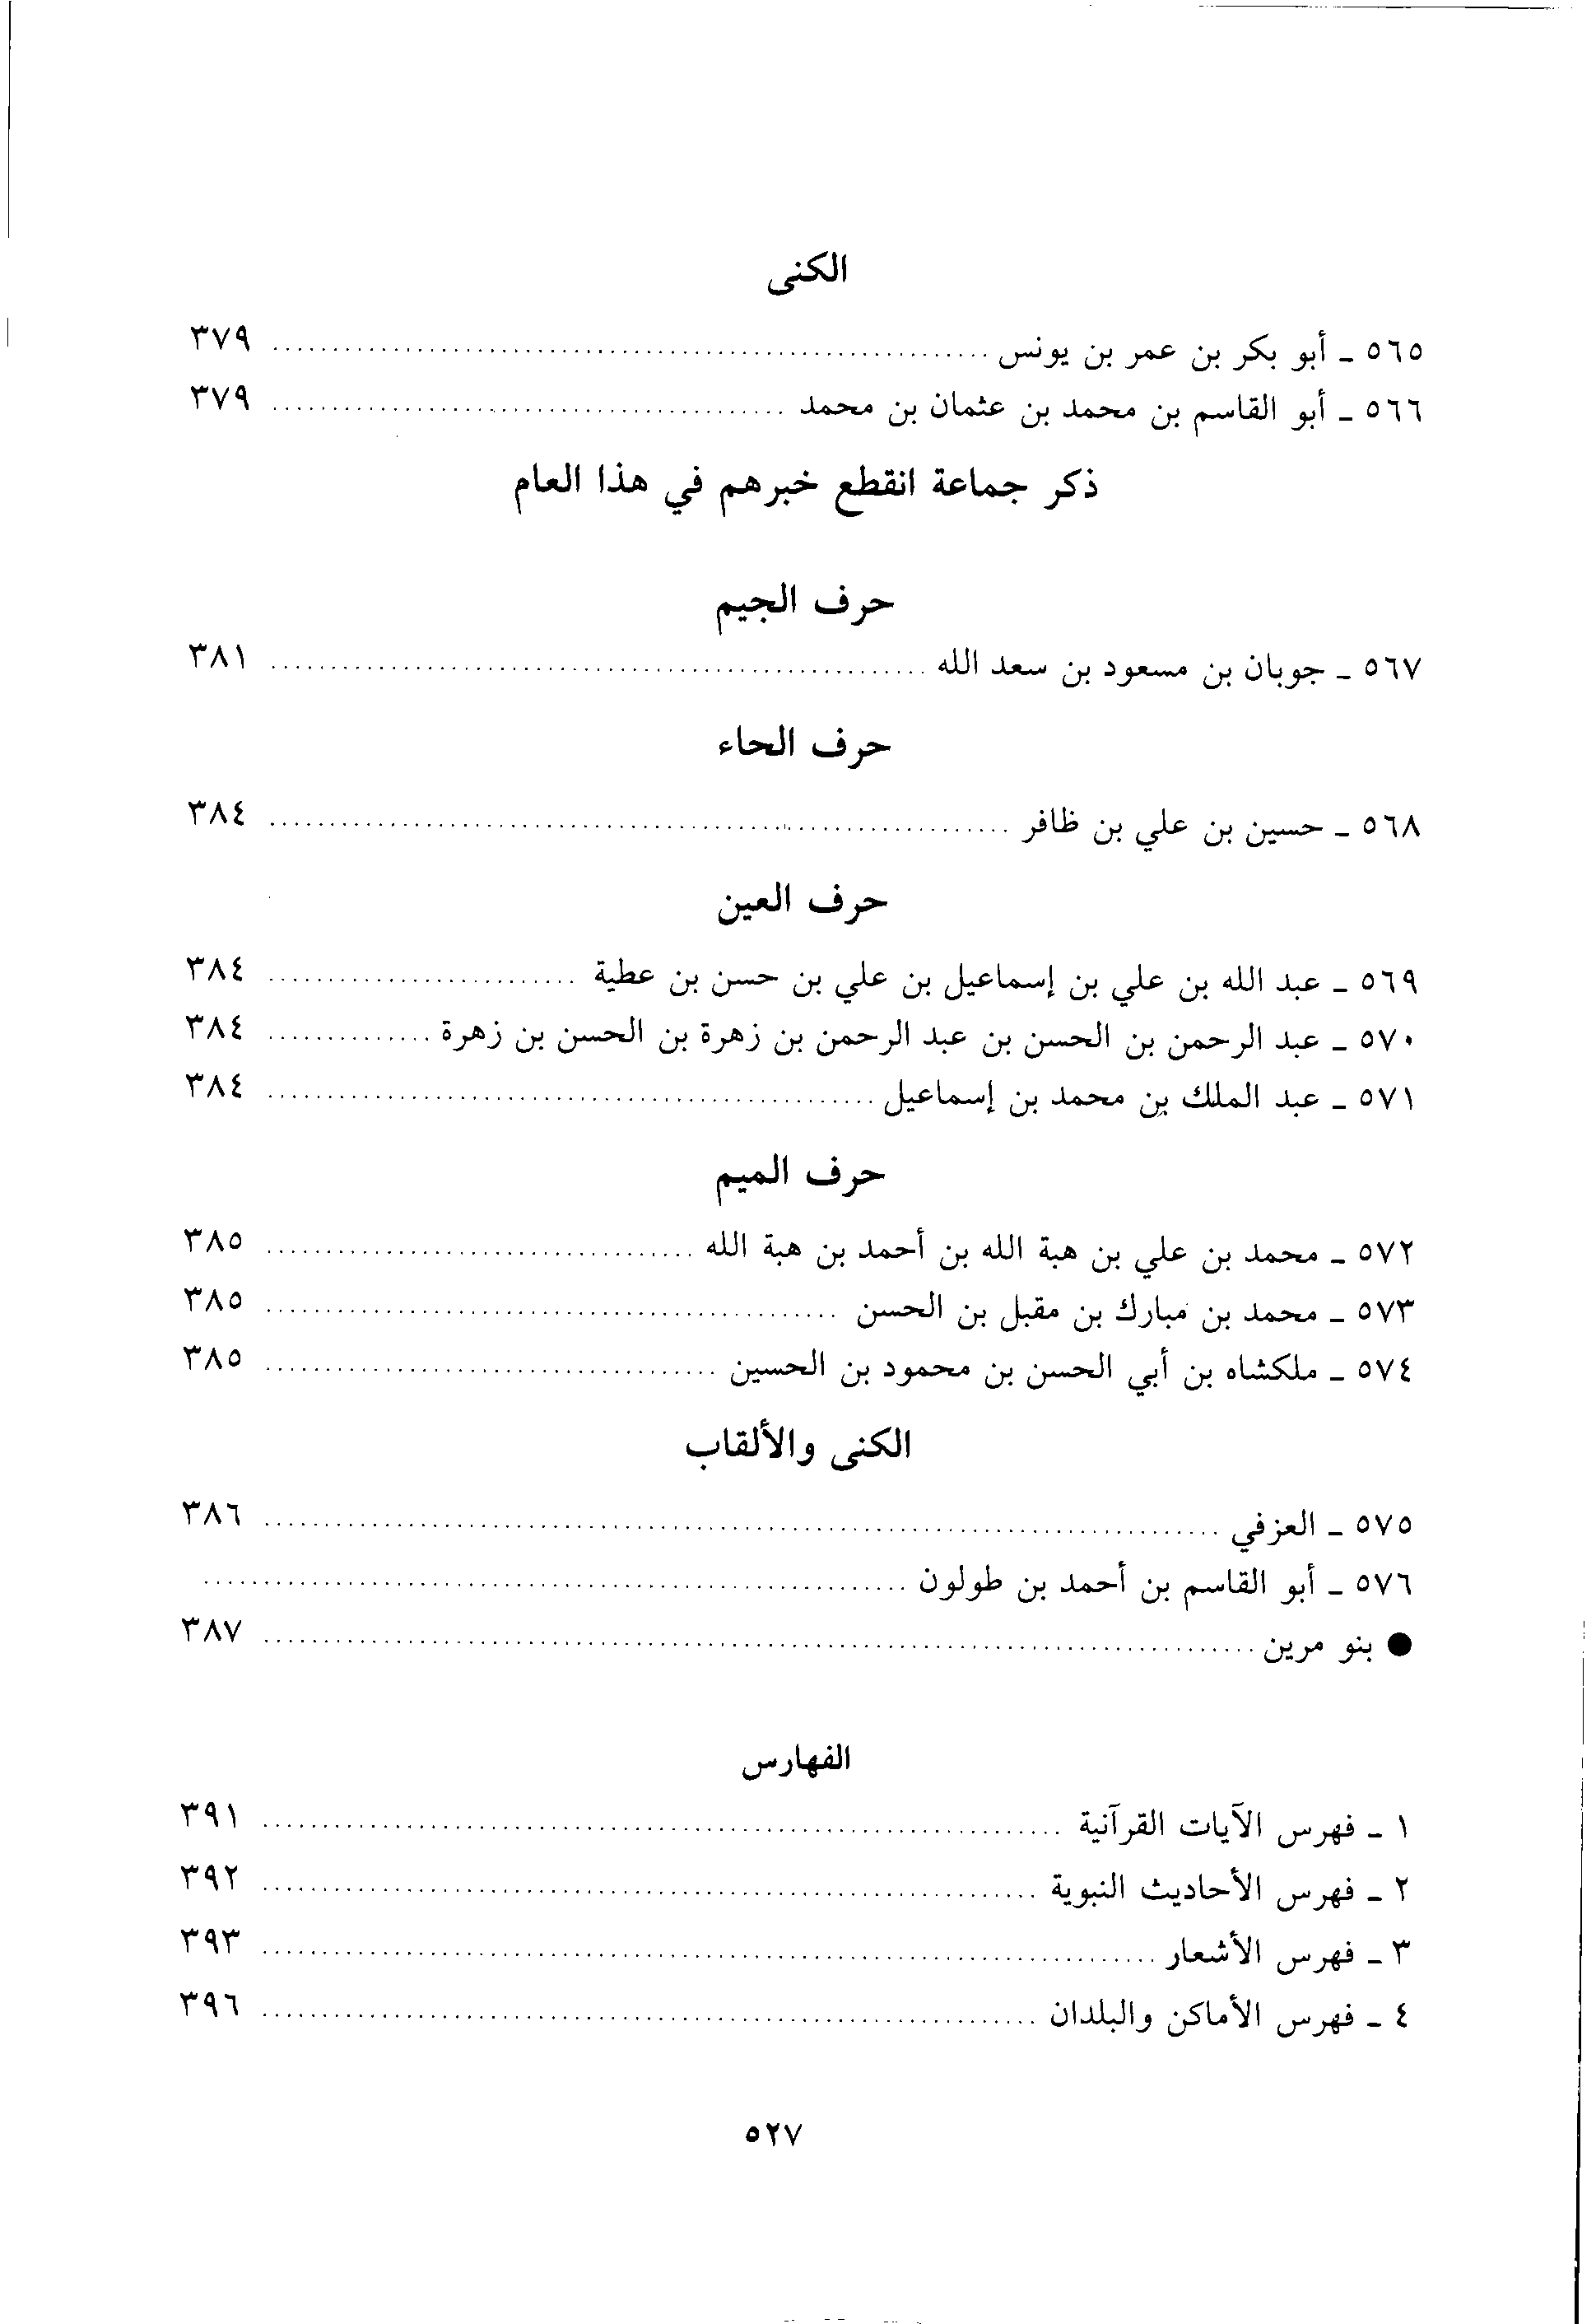 الكنى
٥٦٥ ـ أبو بكر بن عمر بن يونس ........ ٣٧٩
٥٦٦ ـ أبو القاسم بن محمد بن عثمان بن محمد ........ ٣٧٩
ذكر جماعة انقطع خبرهم في هذا العام
حرف الجيم
٥٦٧ ـ جوبان بن مسعود بن سعد الله ........ ٣٨١
حرف الحاء
٥٦٨ ـ حسين بن علي بن ظافر ........ ٣٨٤
حرف العين
٥٦٩ ـ عبد الله بن علي بن إسماعيل بن علي بن حسن بن عطية ........ ٣٨٤
٥٧٠ ـ عبد الرحمن بن الحسن بن عبد الرحمن بن زهرة بن الحسن بن زهرة ........ ٣٨٤
٥٧١ ـ عبد الملك بن محمد بن إسماعيل ........ ٣٨٤
حرف الميم
٥٧٢ ـ محمد بن علي بن هبة الله بن أحمد بن هبة الله ........ ٣٨٥
٥٧٣ ـ محمد بن مبارك بن مقبل بن الحسن ........ ٣٨٥
٥٧٤ ـ ملكشاه بن أبي الحسن بن محمود بن الحسين ........ ٣٨٥
الكنى والألقاب
٥٧٥ ـ العزفي ........ ٣٨٦
٥٧٦ ـ أبو القاسم بن أحمد بن طولون ........
● بنو مرين ........ ٣٨٧
الفهارس
١ ـ فهرس الآيات القرآنية ........ ٣٩١
٢ ـ فهرس الأحاديث النبوية ........ ٣٩٢
٣ ـ فهرس الأشعار ........ ٣٩٣
٤ ـ فهرس الأماكن والبلدان ........ ٣٩٦
٥٢٧